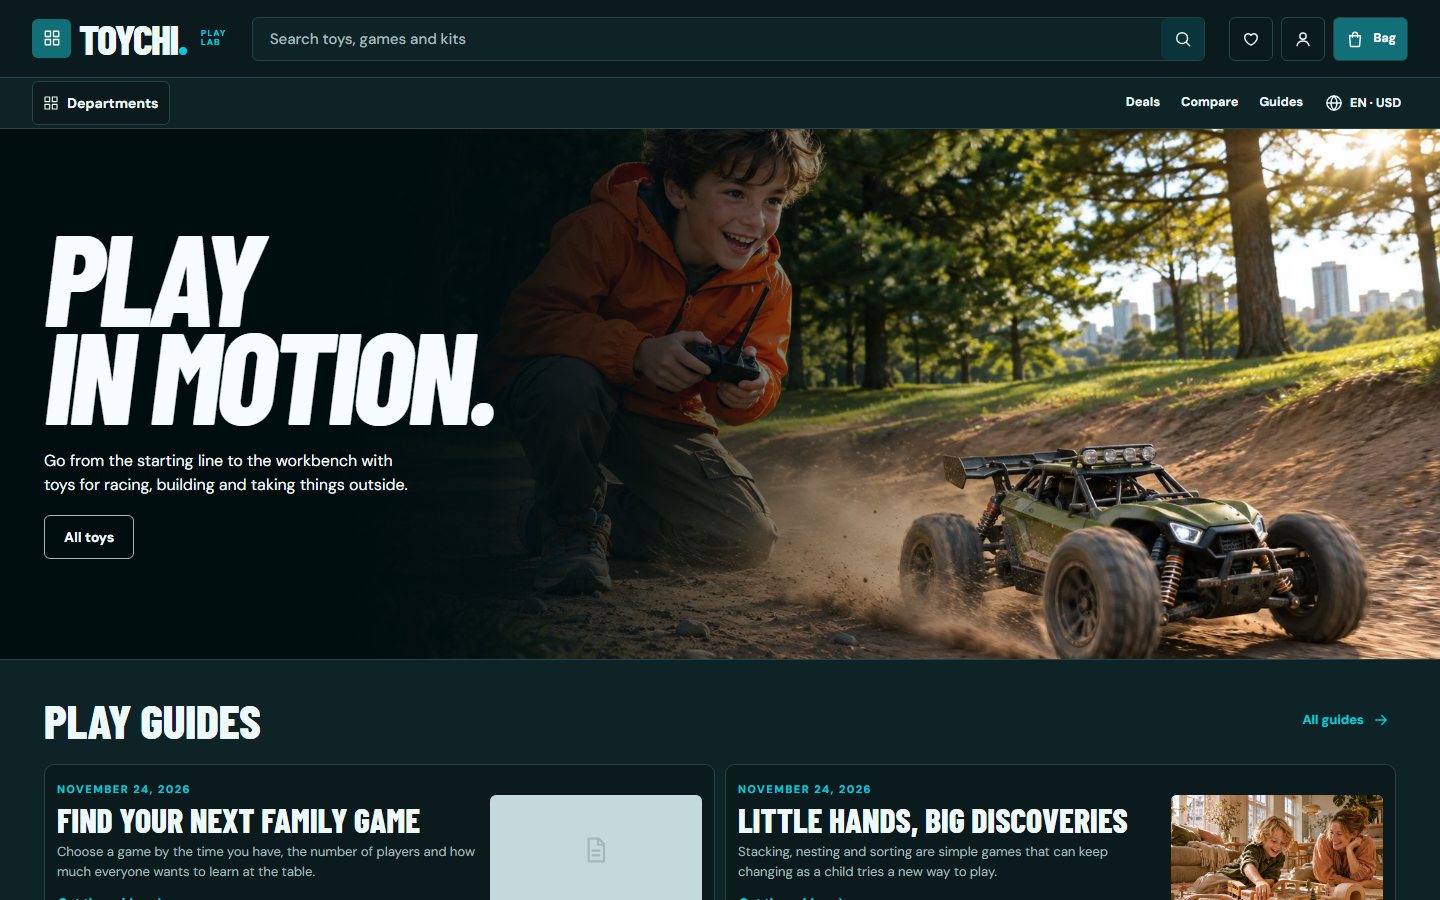 TOYCHI.
PLAY
LAB
Search toys, games and kits
Bag
Departments
Deals
Compare
Guides
EN · USD
PLAY
IN MOTION.
Go from the starting line to the workbench with
toys for racing, building and taking things outside.
All toys
PLAY GUIDES
All guides
NOVEMBER 24, 2026
FIND YOUR NEXT FAMILY GAME
Choose a game by the time you have, the number of players and how
much everyone wants to learn at the table.
NOVEMBER 24, 2026
LITTLE HANDS, BIG DISCOVERIES
Stacking, nesting and sorting are simple games that can keep
changing as a child tries a new way to play.